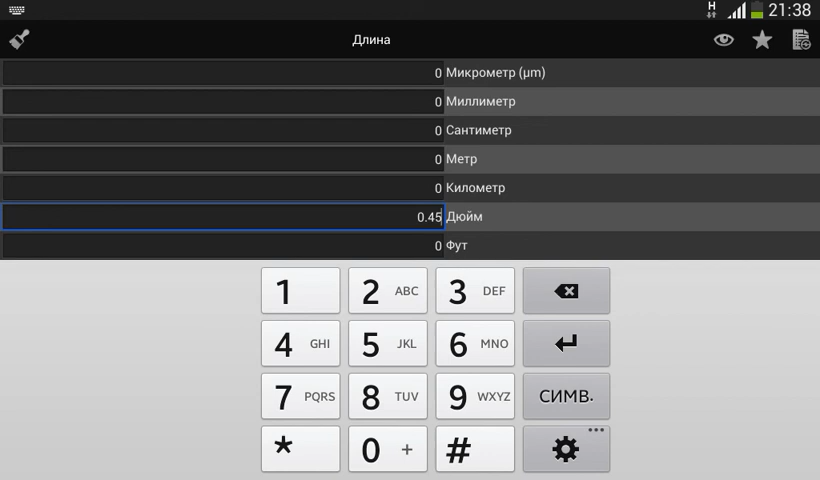 H 21:38
Длина
0 Микрометр (µm)
0 Миллиметр
0 Сантиметр
0 Метр
0 Километр
0.45 Дюйм
0 Фут
1 2 ABC 3 DEF
4 GHI 5 JKL 6 MNO
7 PQRS 8 TUV 9 WXYZ СИМВ.
* 0 + # ...